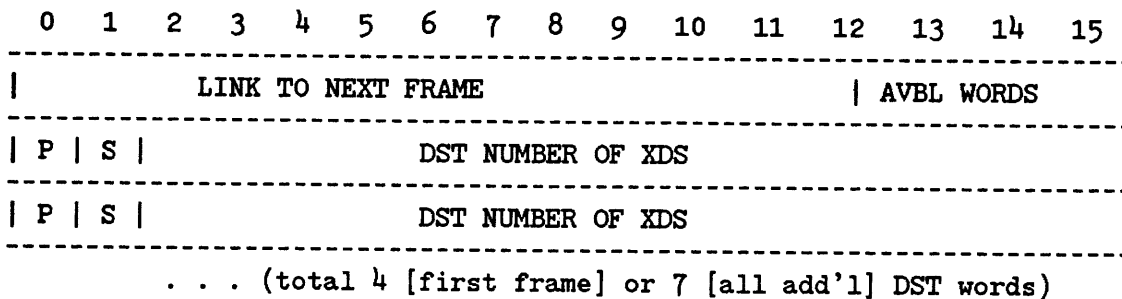 0 1 2 3 4 5 6 7 8 9 10 11 12 13 14 15
| LINK TO NEXT FRAME | AVBL WORDS
| P | S | DST NUMBER OF XDS
| P | S | DST NUMBER OF XDS
. . . (total 4 [first frame] or 7 [all add'l] DST words)